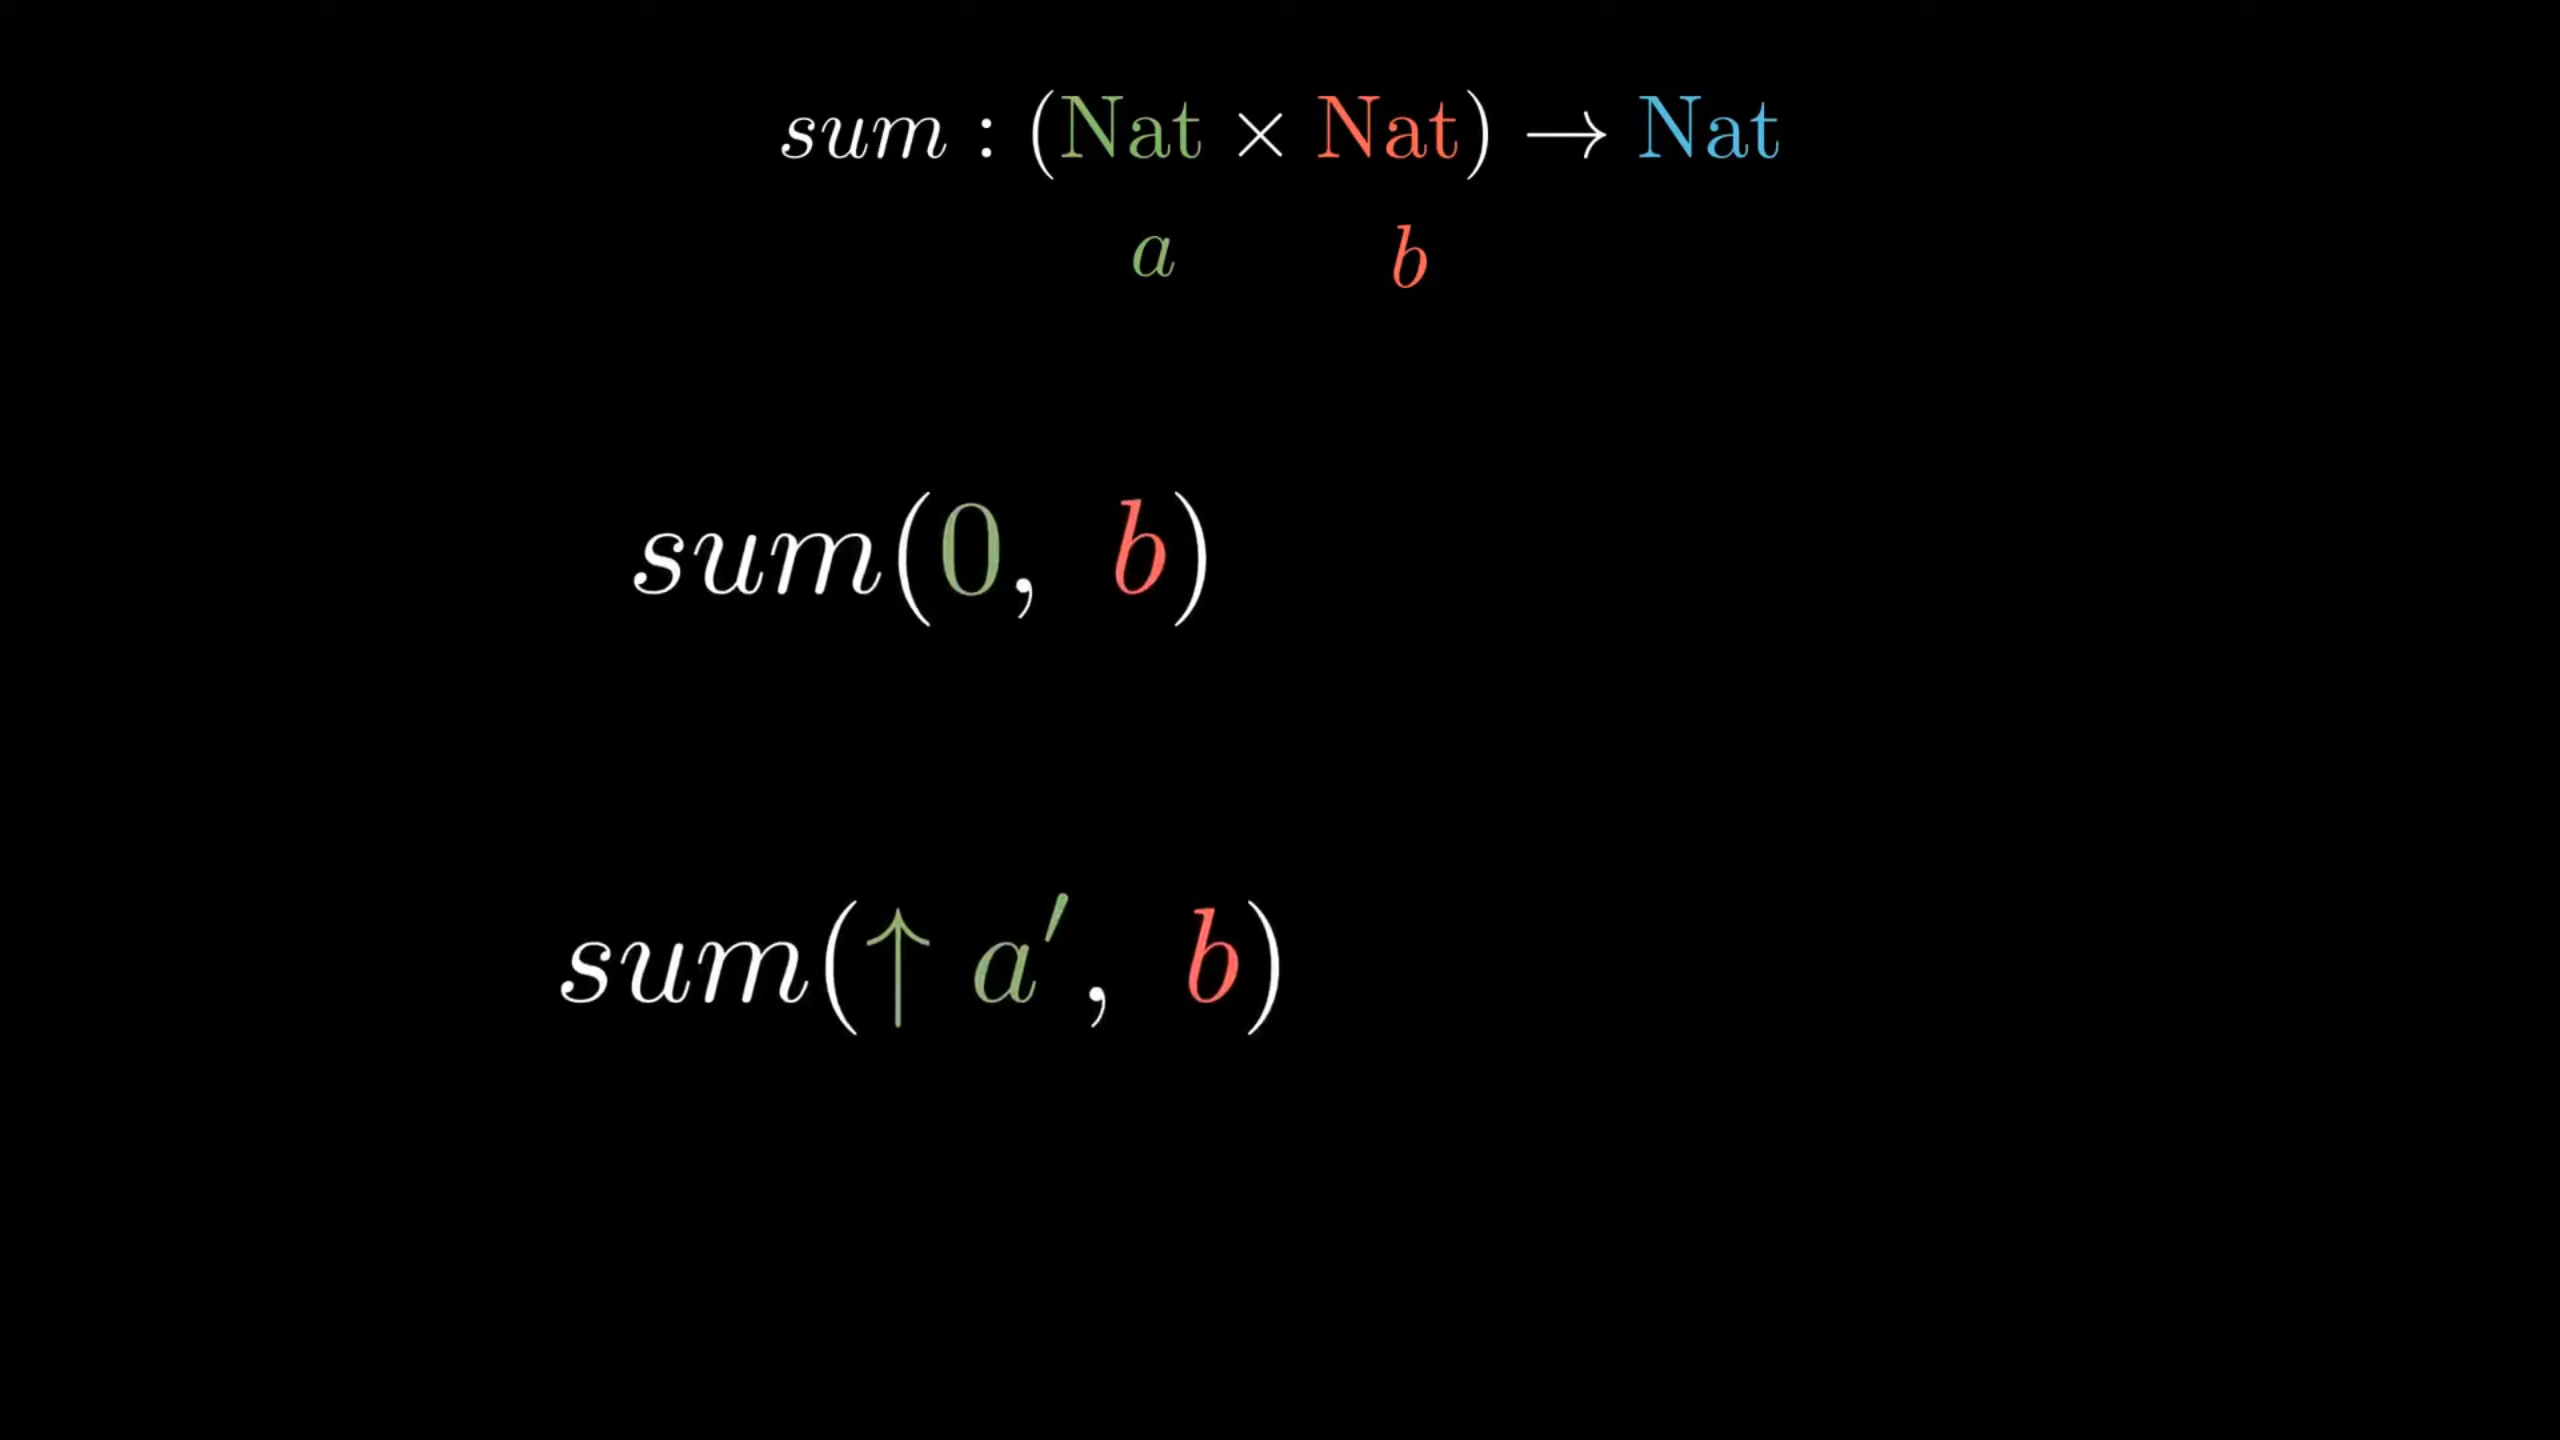 sum : (Nat × Nat) → Nat
a b
sum(0, b)
sum(↑ a′, b)